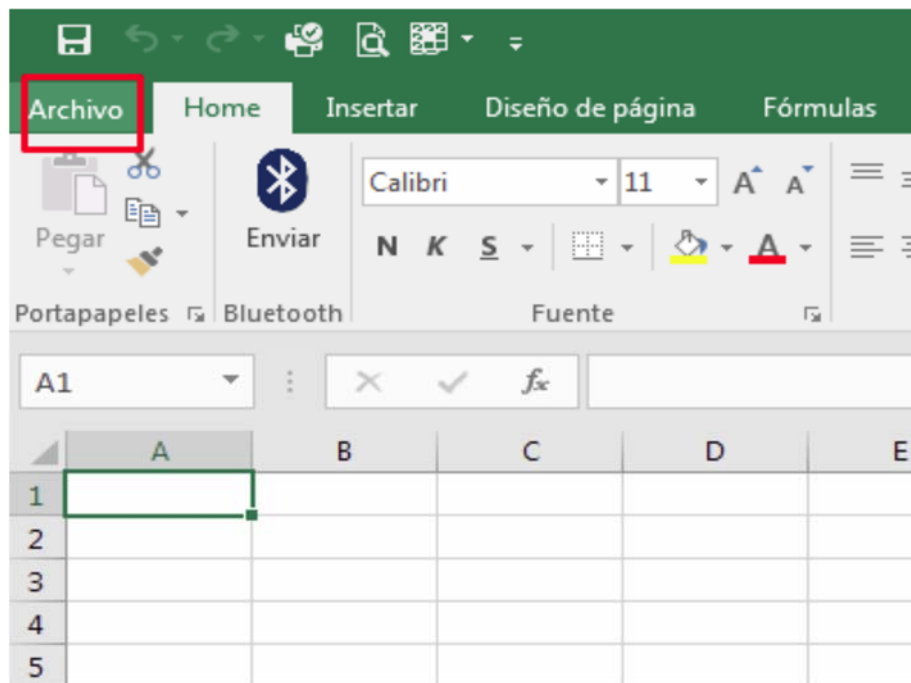 Archivo Home Insertar Diseño de página Fórmulas
Calibri 11 A A
Pegar Enviar N K S A
Portapapeles Bluetooth Fuente
A1 fx
A B C D E
1
2
3
4
5